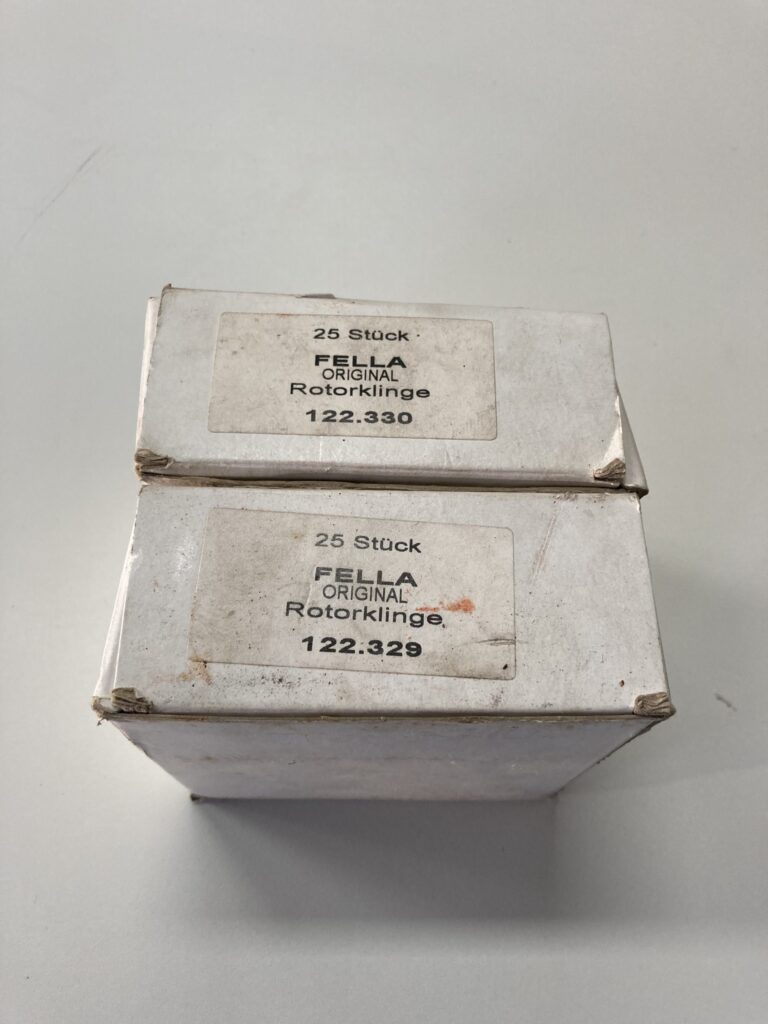 25 Stück
FELLA
ORIGINAL
Rotorklinge
122.330
25 Stück
FELLA
ORIGINAL
Rotorklinge
122.329